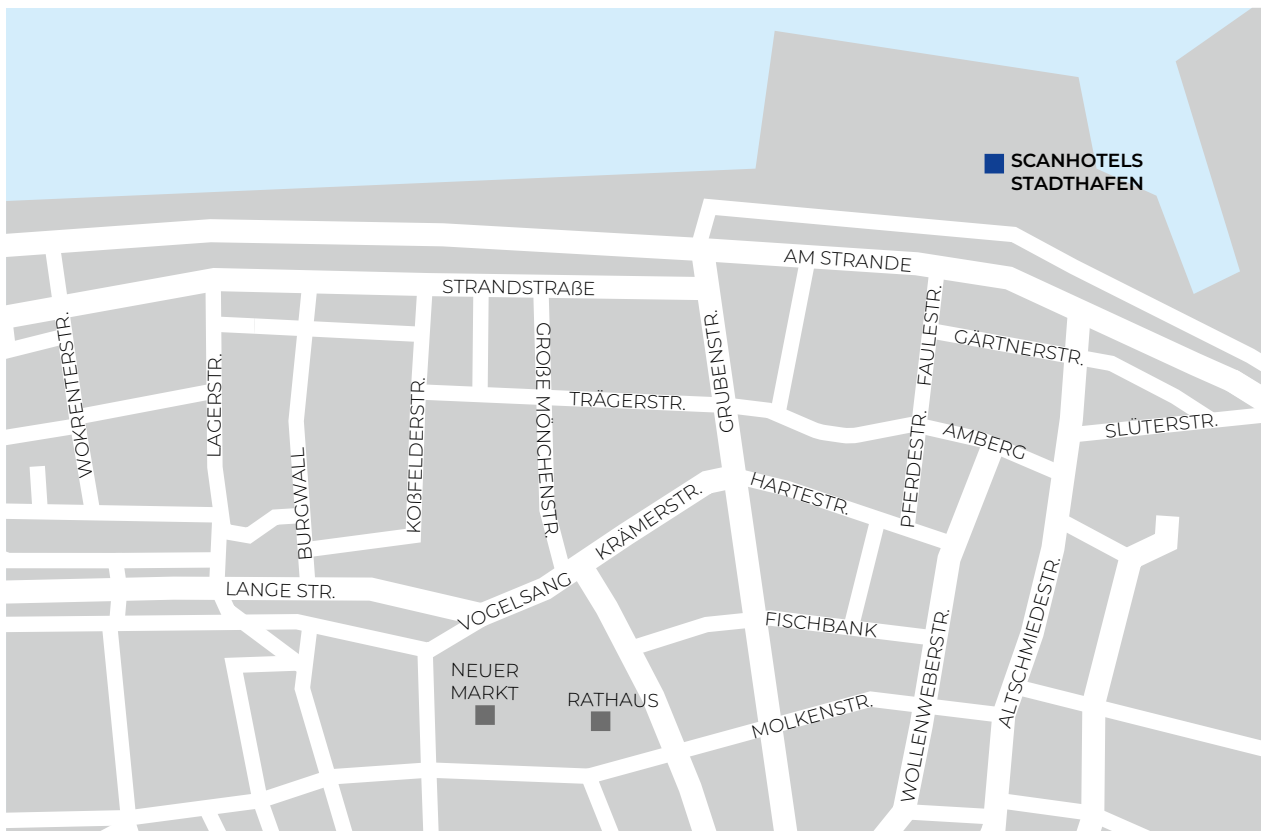 SCANHOTELS
STADTHAFEN
AM STRANDE
STRANDSTRAßE
WOKRENTERSTR.
LAGERSTR.
BURGWALL
KOßFELDERSTR.
GROßE MÖNCHENSTR.
TRÄGERSTR.
GRUBENSTR.
FAULESTR.
GÄRTNERSTR.
PFERDESTR.
AMBERG
SLÜTERSTR.
HARTESTR.
KRÄMERSTR.
VOGELSANG
LANGE STR.
FISCHBANK
WOLLENWEBERSTR.
ALTSCHMIEDESTR.
NEUER
MARKT
RATHAUS
MOLKENSTR.